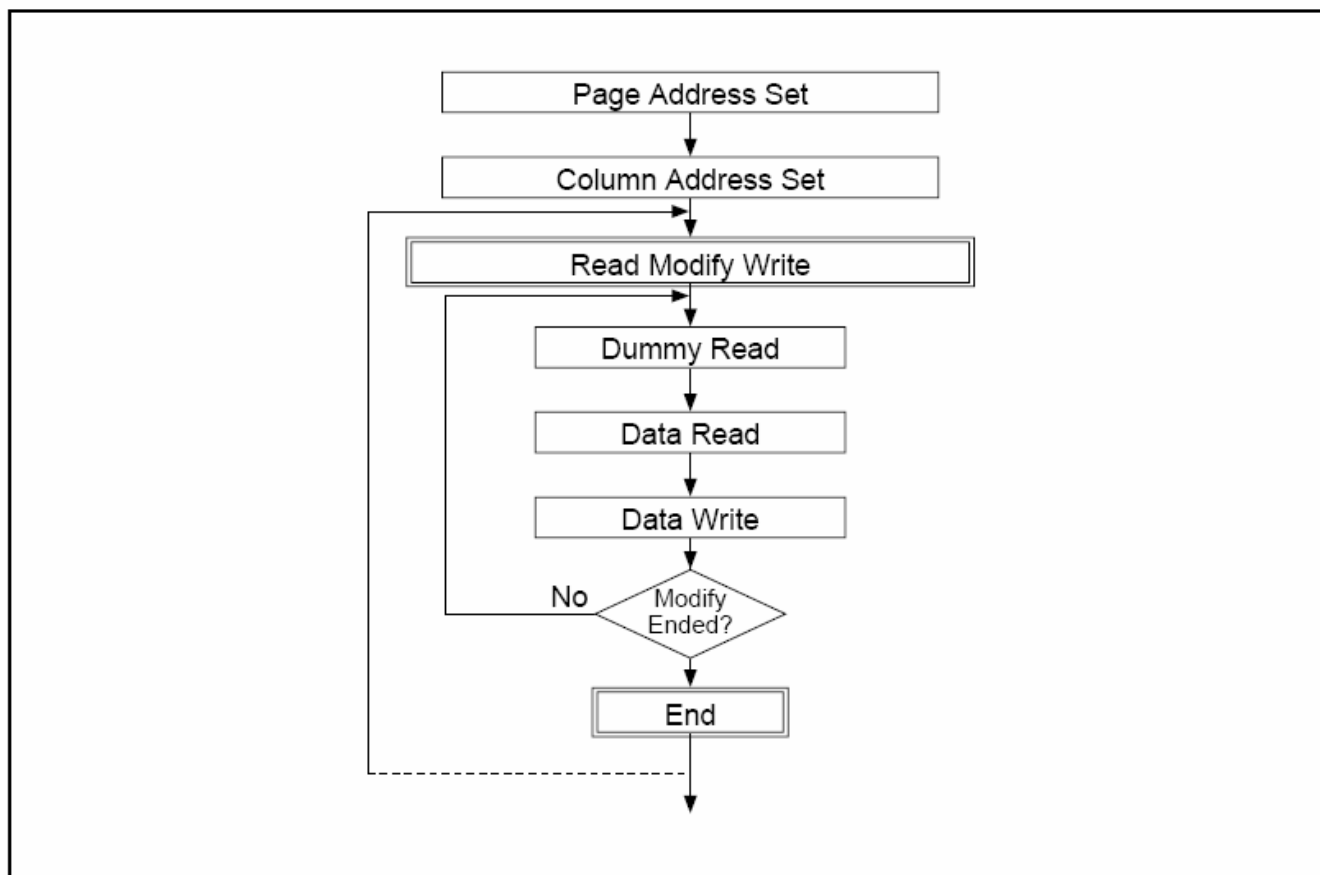 Page Address Set
Column Address Set
Read Modify Write
Dummy Read
Data Read
Data Write
No
Modify
Ended?
End